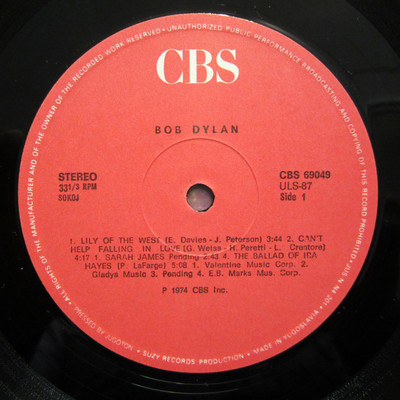 CBS
BOB DYLAN
STEREO
33 1/3 RPM
SOKOJ
CBS 69049
ULS-87
Side 1
1. LILY OF THE WEST (E. Davies - J. Peterson) 3:44 2. CAN'T
HELP FALLING IN LOVE (G. Weiss - H. Peretti - L. Creatore)
4:17 1. SARAH JAMES Pending 2:43 4. THE BALLAD OF IRA
HAYES (P. LaFarge) 5:08 1. Valentine Music Corp. 2.
Gladys Music 3. Pending 4. E.B. Marks Mus. Corp.
P 1974 CBS Inc.
• ALL RIGHTS OF THE MANUFACTURER AND OF THE OWNER OF THE RECORDED WORK RESERVED • UNAUTHORIZED PUBLIC PERFORMANCE BROADCASTING AND COPYING OF THIS RECORD PROHIBITED •
PRESSED BY JUGOTON • SUZY RECORDS PRODUCTION • MADE IN YUGOSLAVIA •